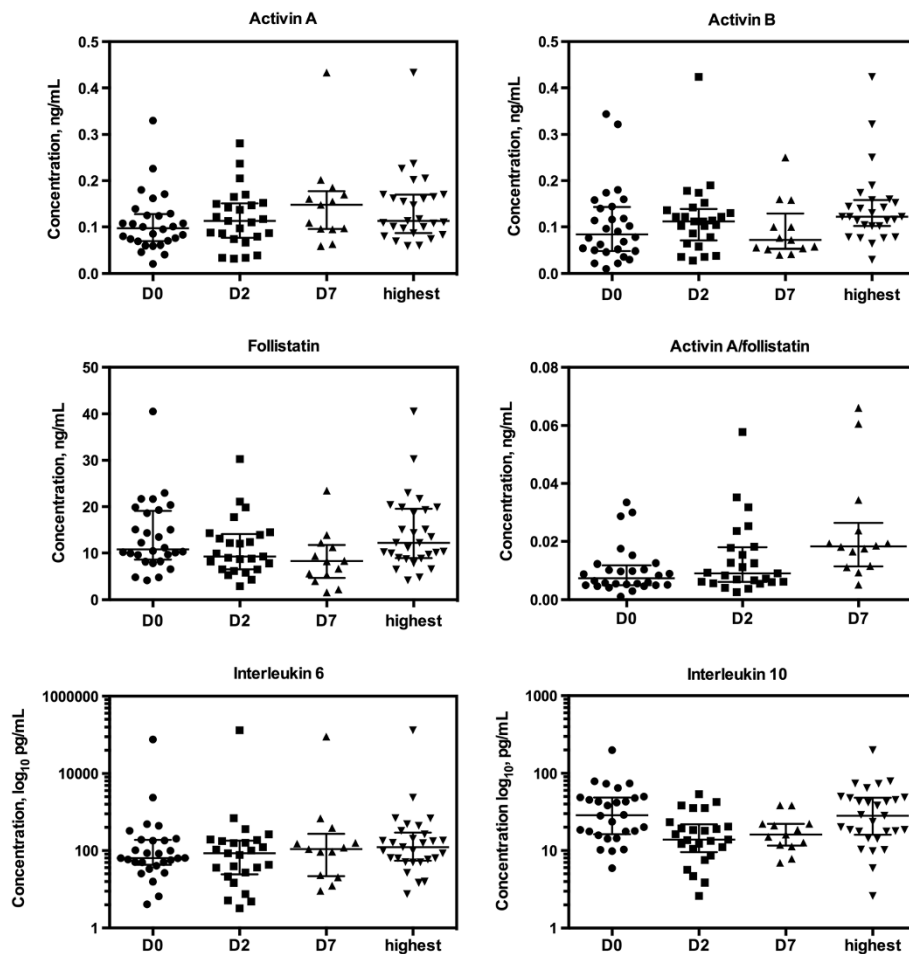 Activin A
Concentration, ng/mL
0.5
0.4
0.3
0.2
0.1
0.0
D0 D2 D7 highest
Activin B
Concentration, ng/mL
0.5
0.4
0.3
0.2
0.1
0.0
D0 D2 D7 highest
Follistatin
Concentration, ng/mL
50
40
30
20
10
0
D0 D2 D7 highest
Activin A/follistatin
Concentration, ng/mL
0.08
0.06
0.04
0.02
0.00
D0 D2 D7
Interleukin 6
Concentration, log10 pg/mL
1000000
10000
100
1
D0 D2 D7 highest
Interleukin 10
Concentration log10, pg/mL
1000
100
10
1
D0 D2 D7 highest